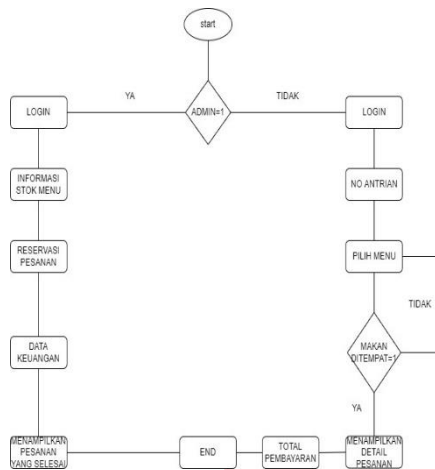 start
YA
ADMIN=1
TIDAK
LOGIN
LOGIN
INFORMASI
STOK MENU
NO ANTRIAN
RESERVASI
PESANAN
PILIH MENU
TIDAK
DATA
KEUANGAN
MAKAN
DITEMPAT=1
YA
MENAMPILKAN
PESANAN
YANG SELESAI
END
TOTAL
PEMBAYARAN
MENAMPILKAN
DETAIL
PESANAN